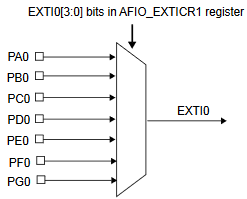 EXTI0[3:0] bits in AFIO_EXTICR1 register
PA0
PB0
PC0
PD0
PE0
PF0
PG0
EXTI0